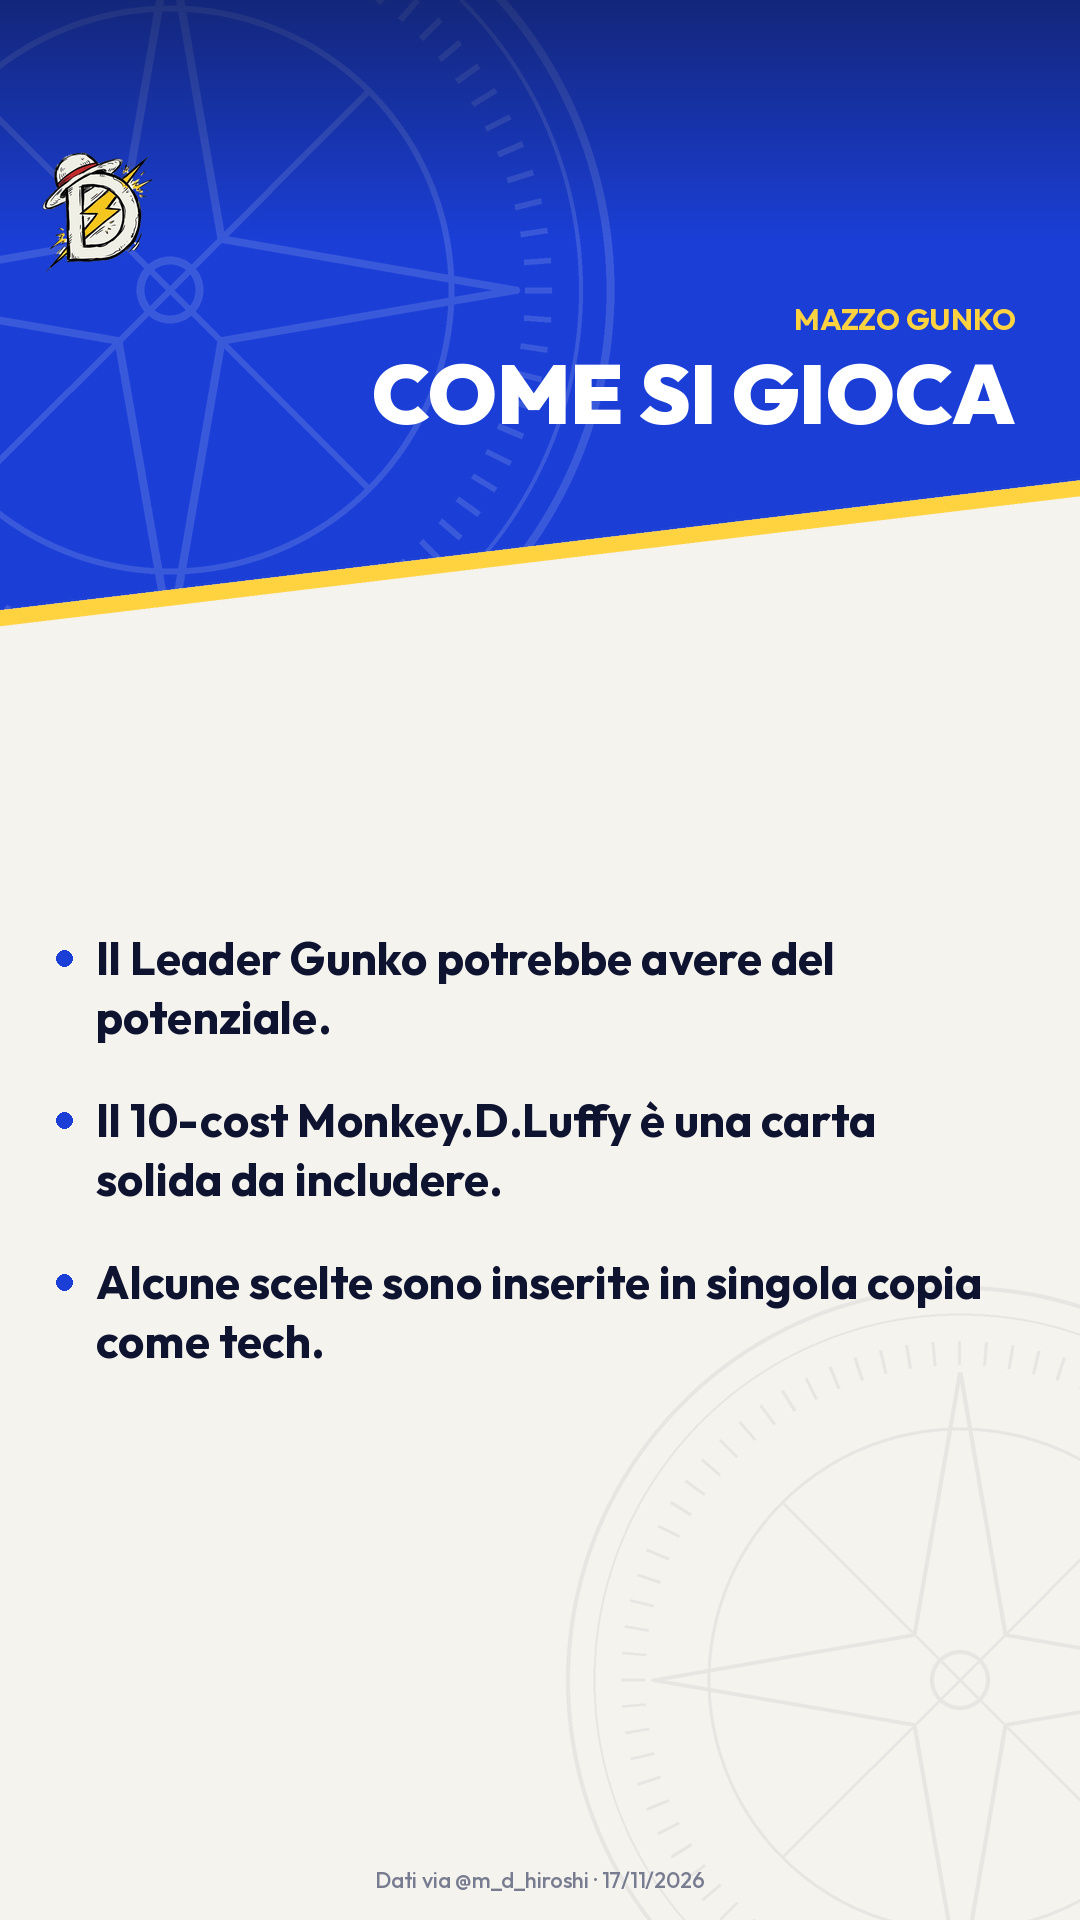 D
MAZZO GUNKO
COME SI GIOCA
Il Leader Gunko potrebbe avere del
potenziale.
Il 10-cost Monkey.D.Luffy è una carta
solida da includere.
Alcune scelte sono inserite in singola copia
come tech.
Dati via @m_d_hiroshi · 17/11/2026